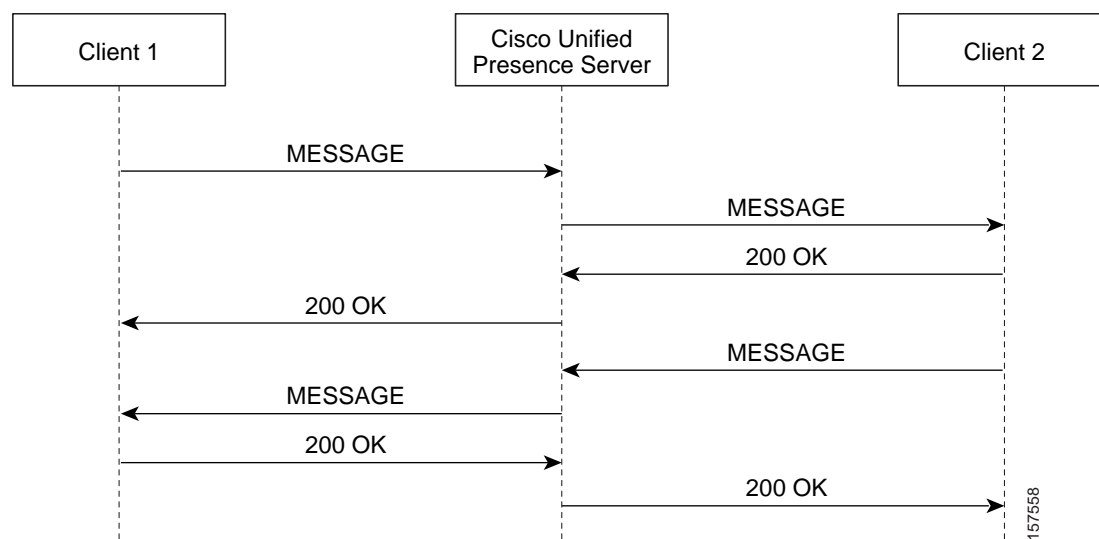 Client 1
Cisco Unified
Presence Server
Client 2
MESSAGE
MESSAGE
200 OK
200 OK
MESSAGE
MESSAGE
200 OK
200 OK
157558